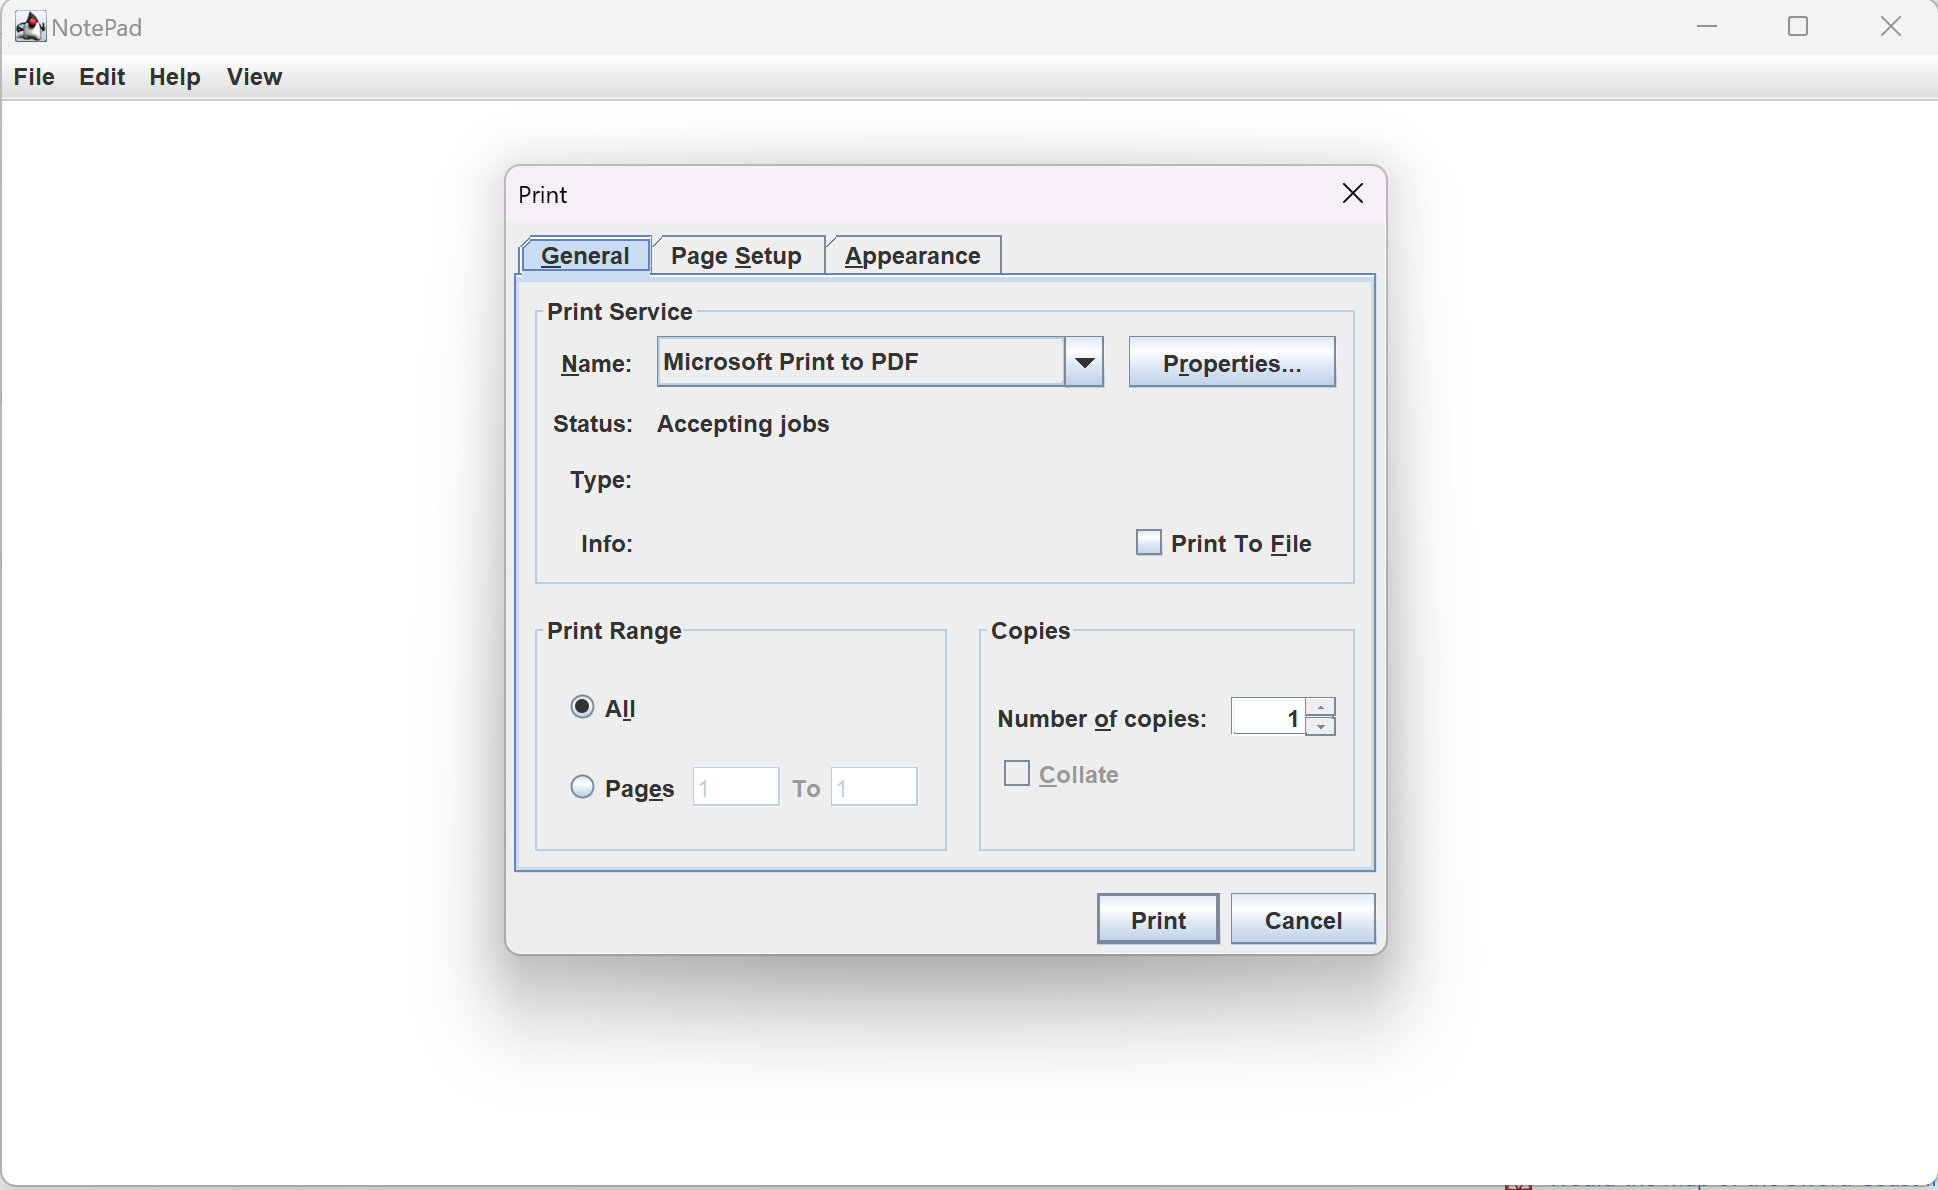 NotePad
File Edit Help View
Print
General Page Setup Appearance
Print Service
Name: Microsoft Print to PDF Properties...
Status: Accepting jobs
Type:
Info: Print To File
Print Range Copies
All
Number of copies: 1
Pages 1 To 1
Collate
Print Cancel